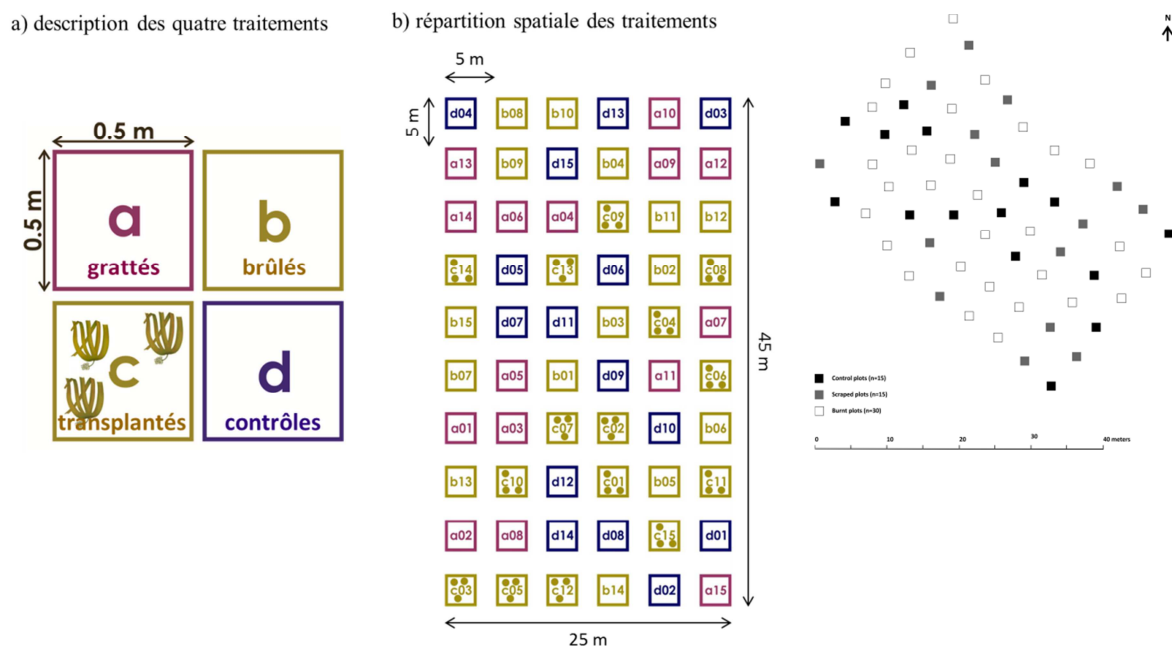 a) description des quatre traitements
0.5 m
0.5 m
a
grattés
b
brûlés
c
transplantés
d
contrôles
b) répartition spatiale des traitements
5 m
5 m
d04 b08 b10 d13 a10 d03
a13 b09 d15 b04 a09 a12
a14 a06 a04 c09 b11 b12
c14 d05 c13 d06 b02 c08
b15 d07 d11 b03 c04 a07
b07 a05 b01 d09 a11 c06
a01 a03 c07 c02 d10 b06
b13 c10 d12 c01 b05 c11
a02 a08 d14 d08 c15 d01
c03 c05 c12 b14 d02 a15
45 m
25 m
N
Control plots (n=15)
Scraped plots (n=15)
Burnt plots (n=30)
0 10 20 30 40 meters